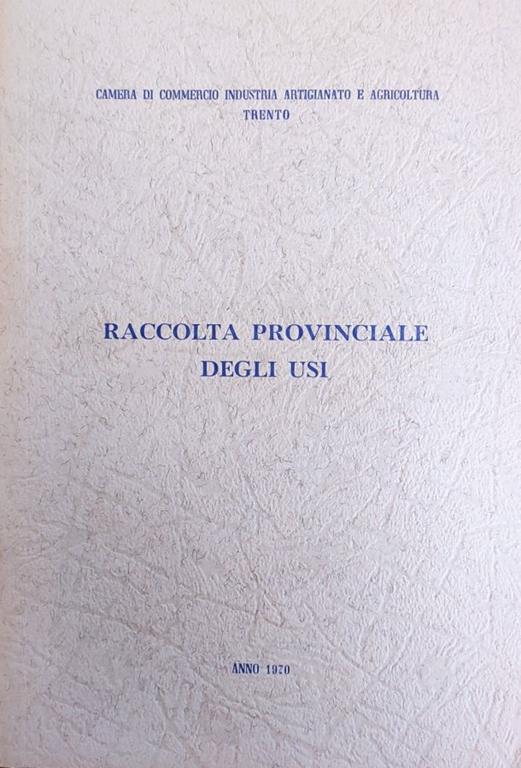 CAMERA DI COMMERCIO INDUSTRIA ARTIGIANATO E AGRICOLTURA
TRENTO
RACCOLTA PROVINCIALE
DEGLI USI
ANNO 1970